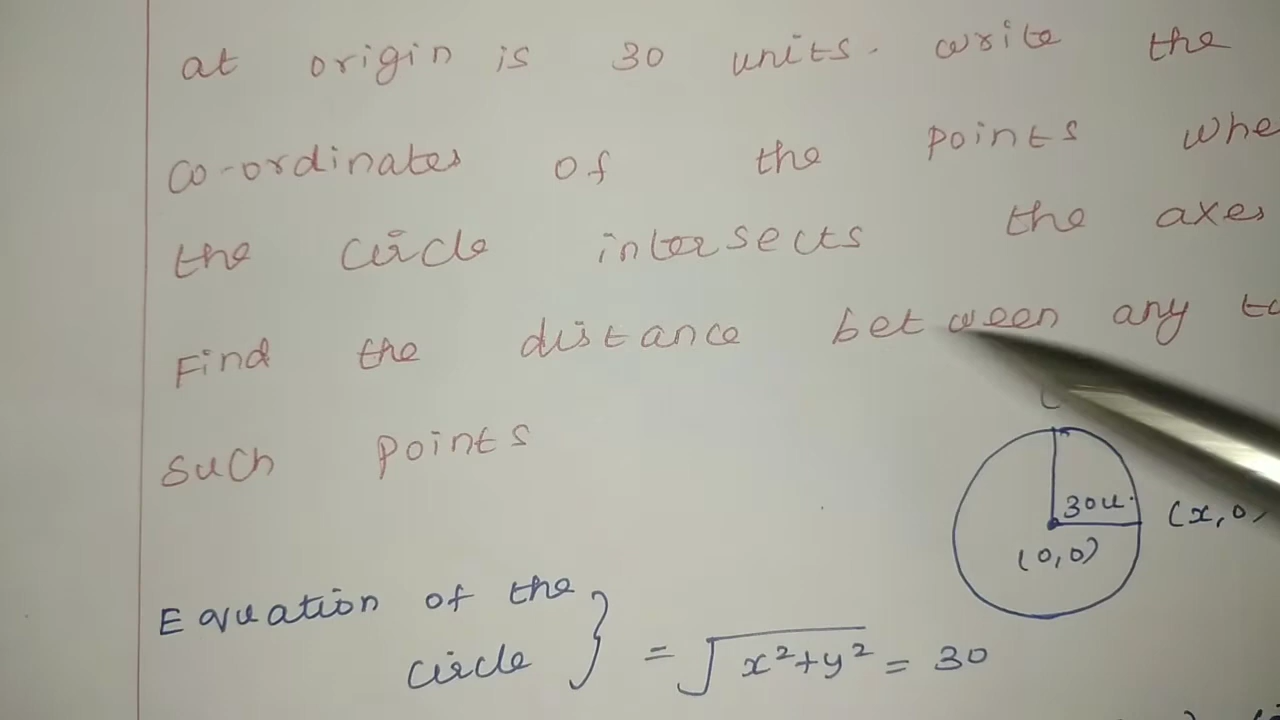 at origin is 30 units. write the
co-ordinates of the points
the circle intersects the axes
Find the distance between any
such points
30u.
(x,0,
(0,0)
Equation of the
circle } = √x²+y² = 30